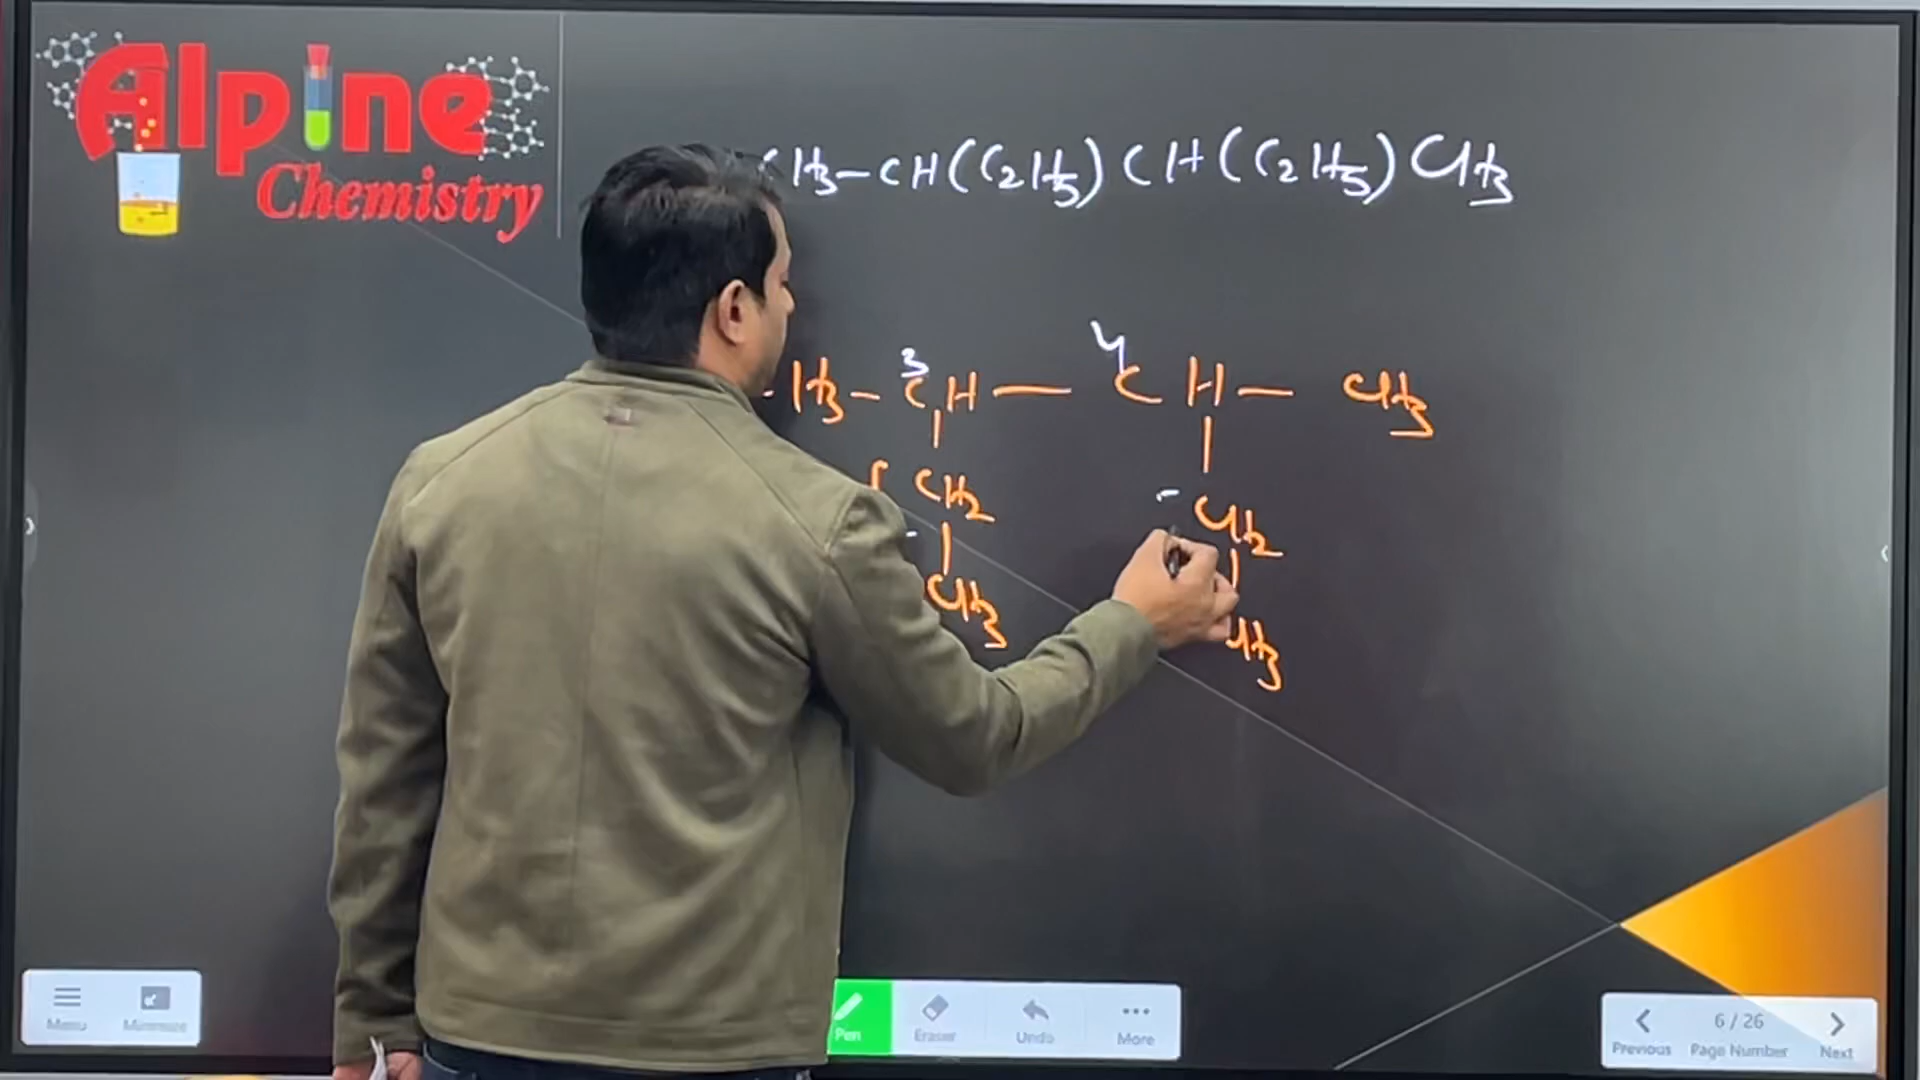 Alpine
Chemistry
CH3-CH(C2H5)CH(C2H5)CH3
3 4
H3-CH-CH-CH3
CH2 CH2
CH3 CH3
Menu Minimize Pen Eraser Undo More
6 / 26
Previous Page Number Next